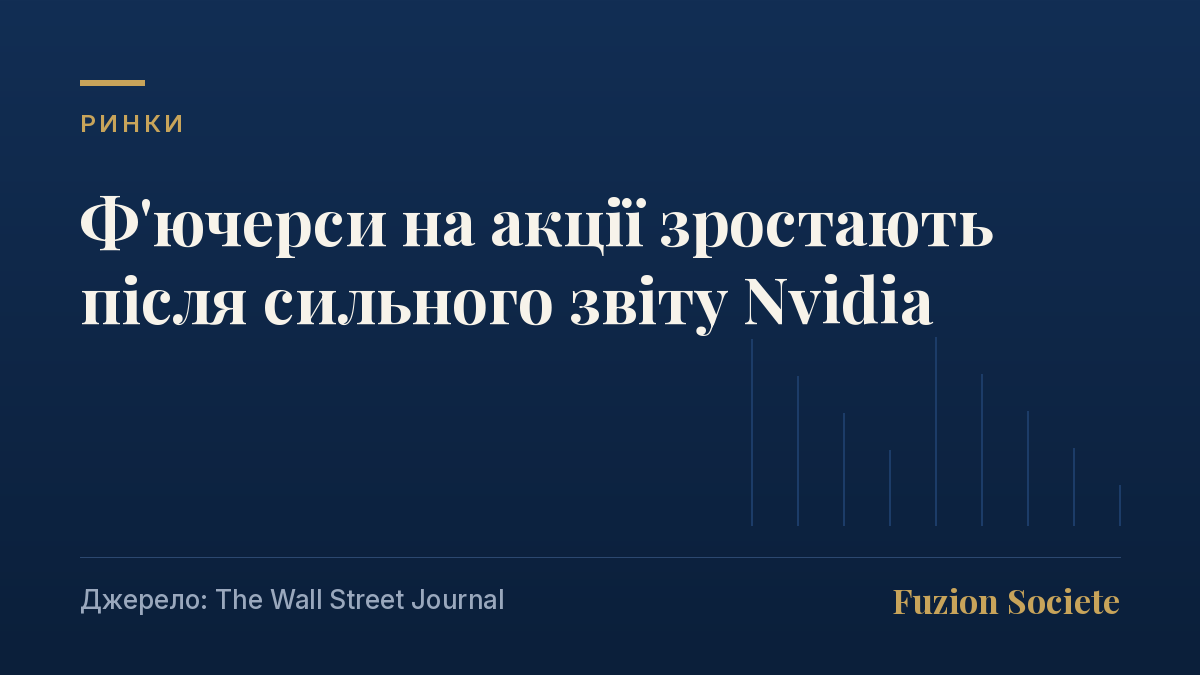 РИНКИ
Ф'ючерси на акції зростають
після сильного звіту Nvidia
Джерело: The Wall Street Journal
Fuzion Societe